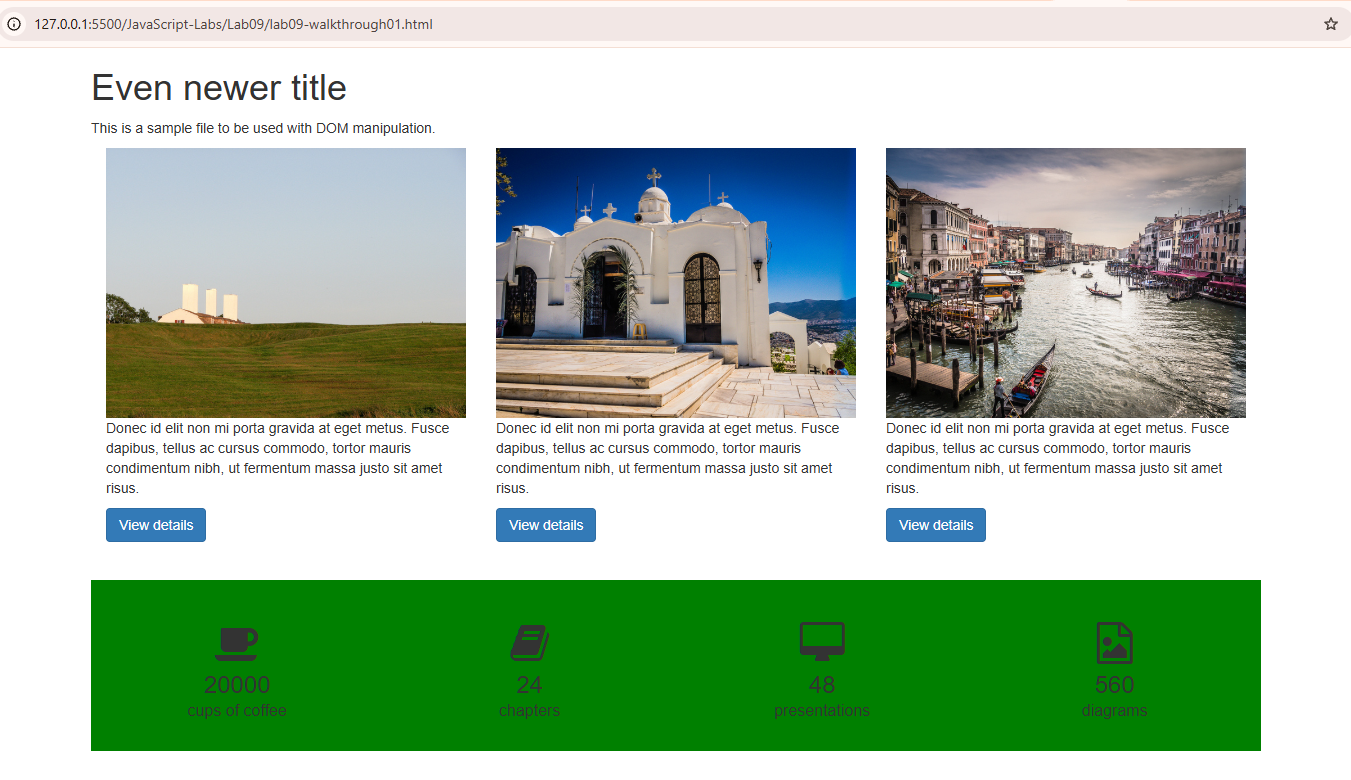 127.0.0.1:5500/JavaScript-Labs/Lab09/lab09-walkthrough01.html
Even newer title
This is a sample file to be used with DOM manipulation.
Donec id elit non mi porta gravida at eget metus. Fusce
dapibus, tellus ac cursus commodo, tortor mauris
condimentum nibh, ut fermentum massa justo sit amet
risus.
View details
Donec id elit non mi porta gravida at eget metus. Fusce
dapibus, tellus ac cursus commodo, tortor mauris
condimentum nibh, ut fermentum massa justo sit amet
risus.
View details
Donec id elit non mi porta gravida at eget metus. Fusce
dapibus, tellus ac cursus commodo, tortor mauris
condimentum nibh, ut fermentum massa justo sit amet
risus.
View details
20000
cups of coffee
24
chapters
48
presentations
560
diagrams